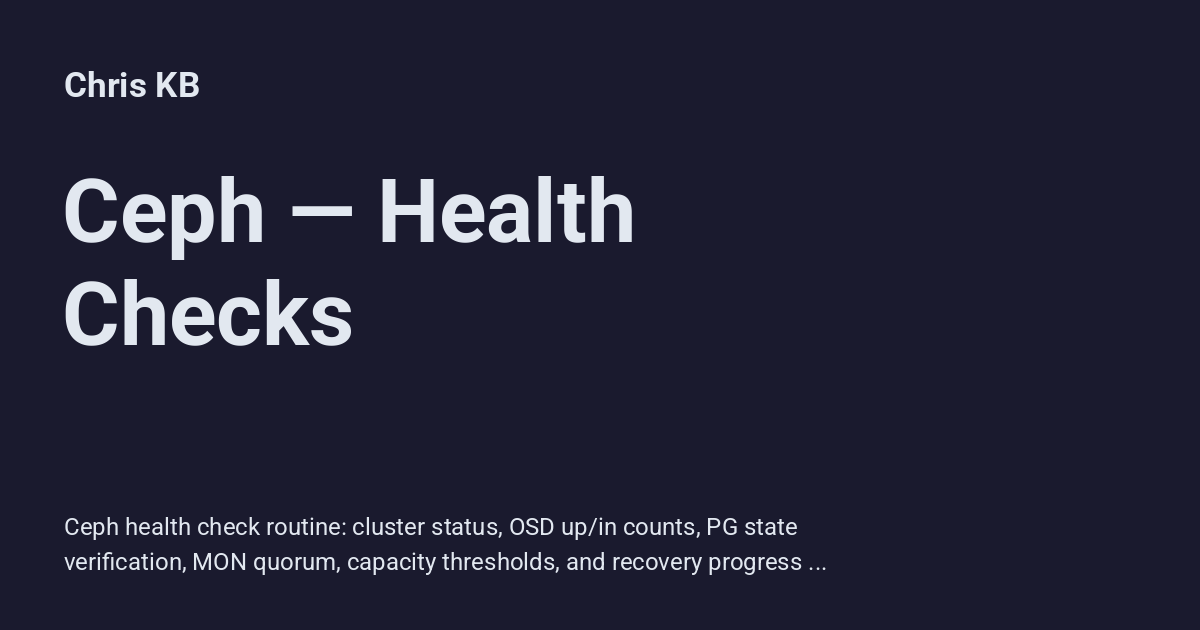 Chris KB
Ceph — Health
Checks
Ceph health check routine: cluster status, OSD up/in counts, PG state
verification, MON quorum, capacity thresholds, and recovery progress ...